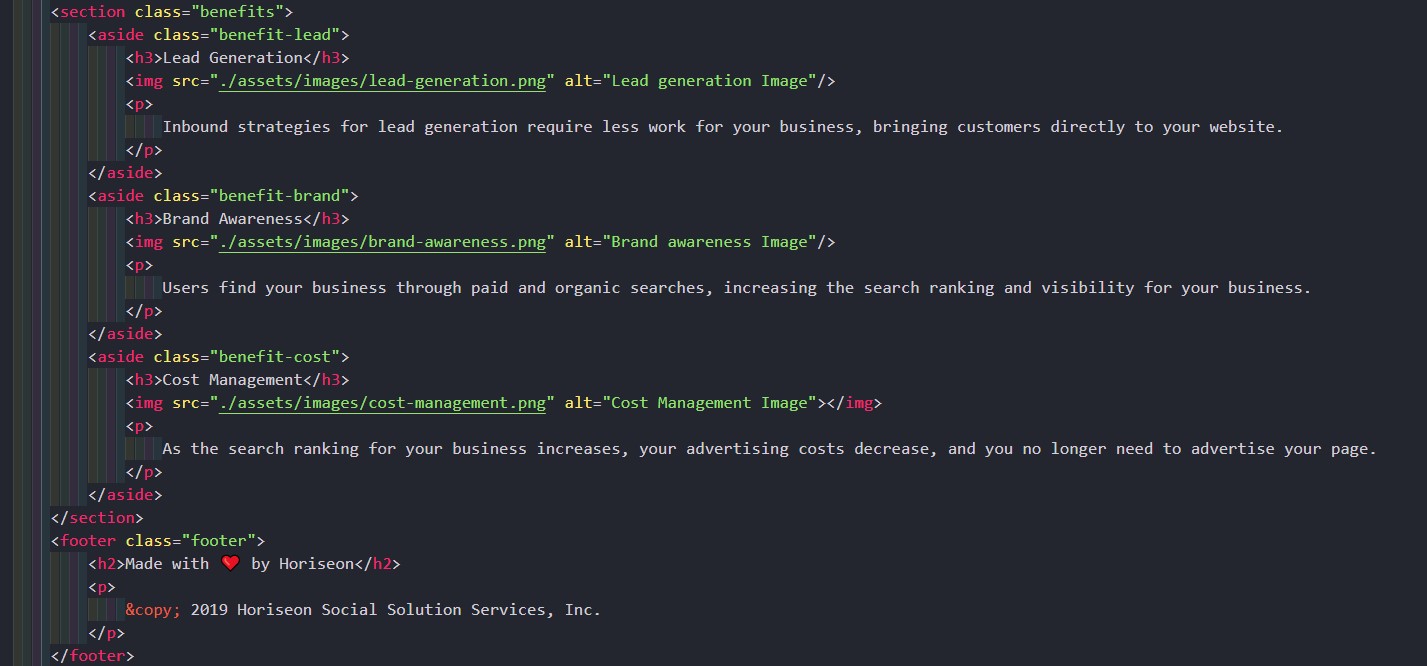 <section class="benefits">
    <aside class="benefit-lead">
        <h3>Lead Generation</h3>
        <img src="./assets/images/lead-generation.png" alt="Lead generation Image"/>
        <p>
            Inbound strategies for lead generation require less work for your business, bringing customers directly to your website.
        </p>
    </aside>
    <aside class="benefit-brand">
        <h3>Brand Awareness</h3>
        <img src="./assets/images/brand-awareness.png" alt="Brand awareness Image"/>
        <p>
            Users find your business through paid and organic searches, increasing the search ranking and visibility for your business.
        </p>
    </aside>
    <aside class="benefit-cost">
        <h3>Cost Management</h3>
        <img src="./assets/images/cost-management.png" alt="Cost Management Image"></img>
        <p>
            As the search ranking for your business increases, your advertising costs decrease, and you no longer need to advertise your page.
        </p>
    </aside>
</section>
<footer class="footer">
    <h2>Made with ❤️ by Horiseon</h2>
    <p>
        &copy; 2019 Horiseon Social Solution Services, Inc.
    </p>
</footer>